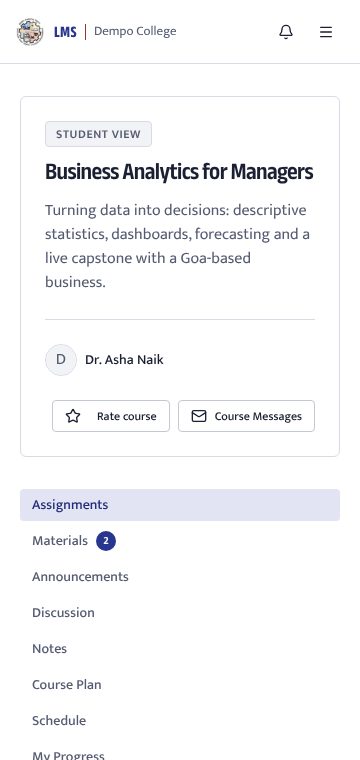 LMS | Dempo College
STUDENT VIEW
Business Analytics for Managers
Turning data into decisions: descriptive
statistics, dashboards, forecasting and a
live capstone with a Goa-based
business.
D Dr. Asha Naik
Rate course Course Messages
Assignments
Materials 2
Announcements
Discussion
Notes
Course Plan
Schedule
My Progress